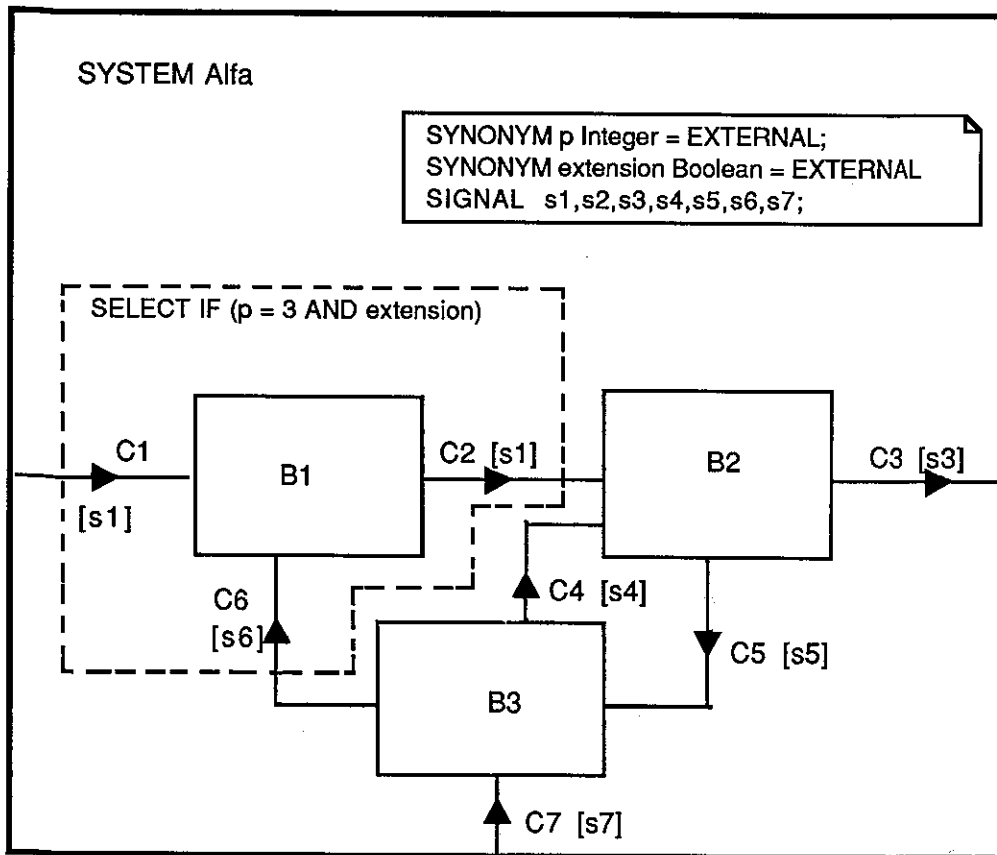 SYSTEM Alfa
SYNONYM p Integer = EXTERNAL;
SYNONYM extension Boolean = EXTERNAL
SIGNAL s1,s2,s3,s4,s5,s6,s7;
SELECT IF (p = 3 AND extension)
C1
[s1]
B1
C2 [s1]
B2
C3 [s3]
C6
[s6]
C4 [s4]
C5 [s5]
B3
C7 [s7]